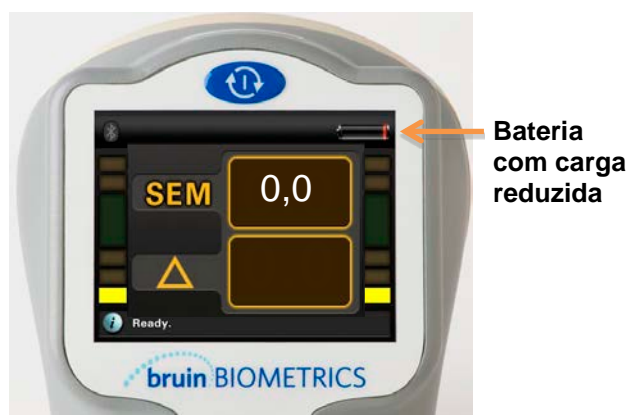 SEM
0,0
Ready.
bruin BIOMETRICS
Bateria
com carga
reduzida